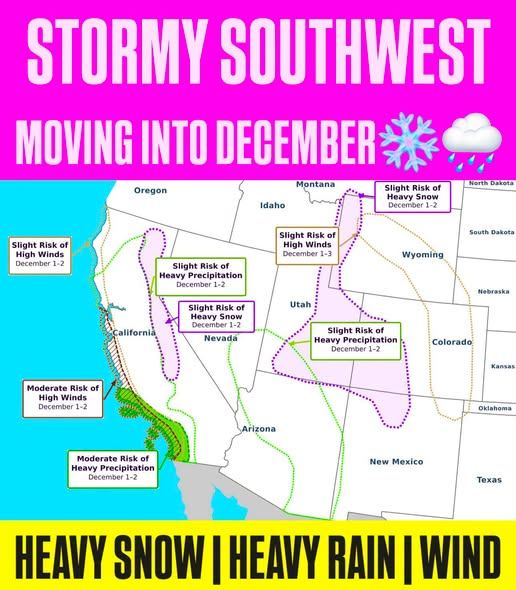 STORMY SOUTHWEST
MOVING INTO DECEMBER
Oregon
Montana
Idaho
North Dakota
Slight Risk of
Heavy Snow
December 1–2
South Dakota
Slight Risk of
High Winds
December 1–2
Slight Risk of
High Winds
December 1–3
Wyoming
Slight Risk of
Heavy Precipitation
December 1–2
Nebraska
Utah
Slight Risk of
Heavy Snow
December 1–2
California
Nevada
Slight Risk of
Heavy Precipitation
December 1–2
Colorado
Kansas
Moderate Risk of
High Winds
December 1–2
Oklahoma
Arizona
Moderate Risk of
Heavy Precipitation
December 1–2
New Mexico
Texas
HEAVY SNOW | HEAVY RAIN | WIND